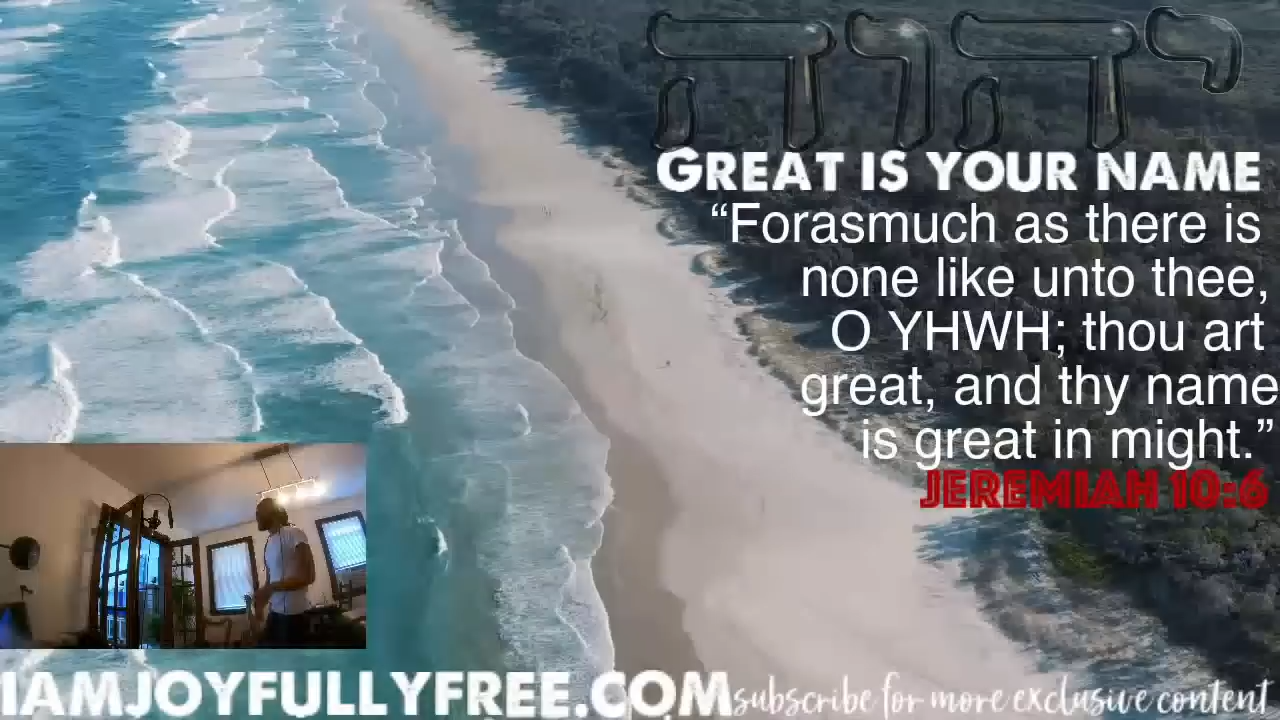 יהוה
GREAT IS YOUR NAME
“Forasmuch as there is
none like unto thee,
O YHWH; thou art
great, and thy name
is great in might.”
JEREMIAH 10:6
IAMJOYFULLYFREE.COM subscribe for more exclusive content